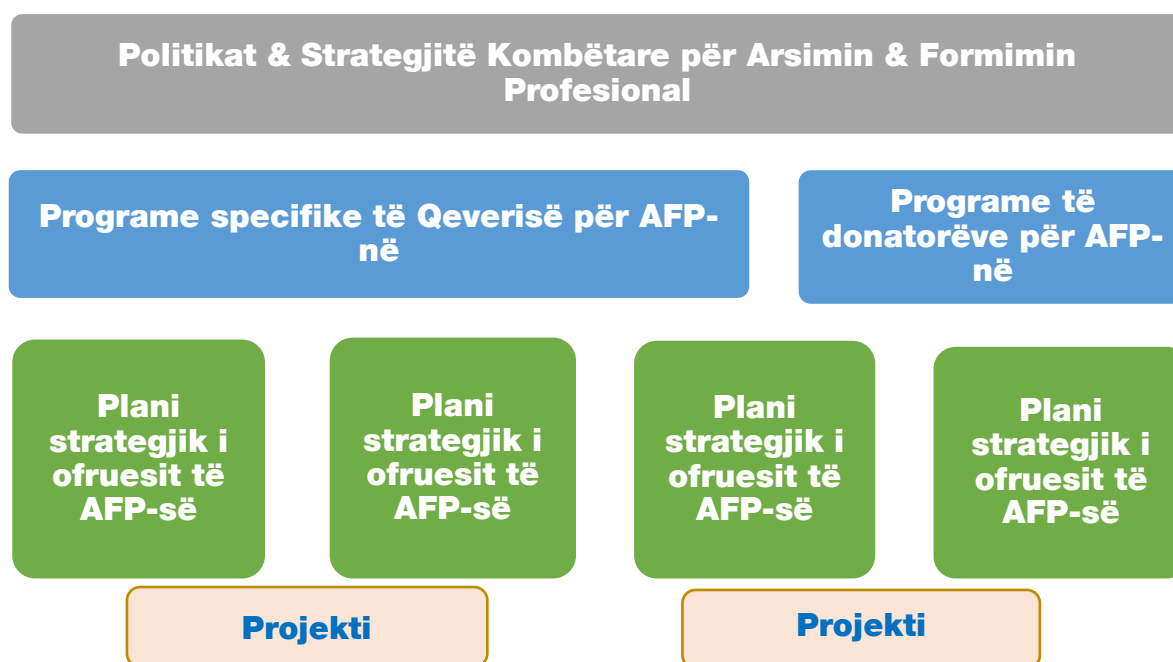 Politikat & Strategjitë Kombëtare për Arsimin & Formimin
Profesional
Programe specifike të Qeverisë për AFP-
në
Programe të
donatorëve për AFP-
në
Plani
strategjik i
ofruesit të
AFP-së
Plani
strategjik i
ofruesit të
AFP-së
Plani
strategjik i
ofruesit të
AFP-së
Plani
strategjik i
ofruesit të
AFP-së
Projekti
Projekti